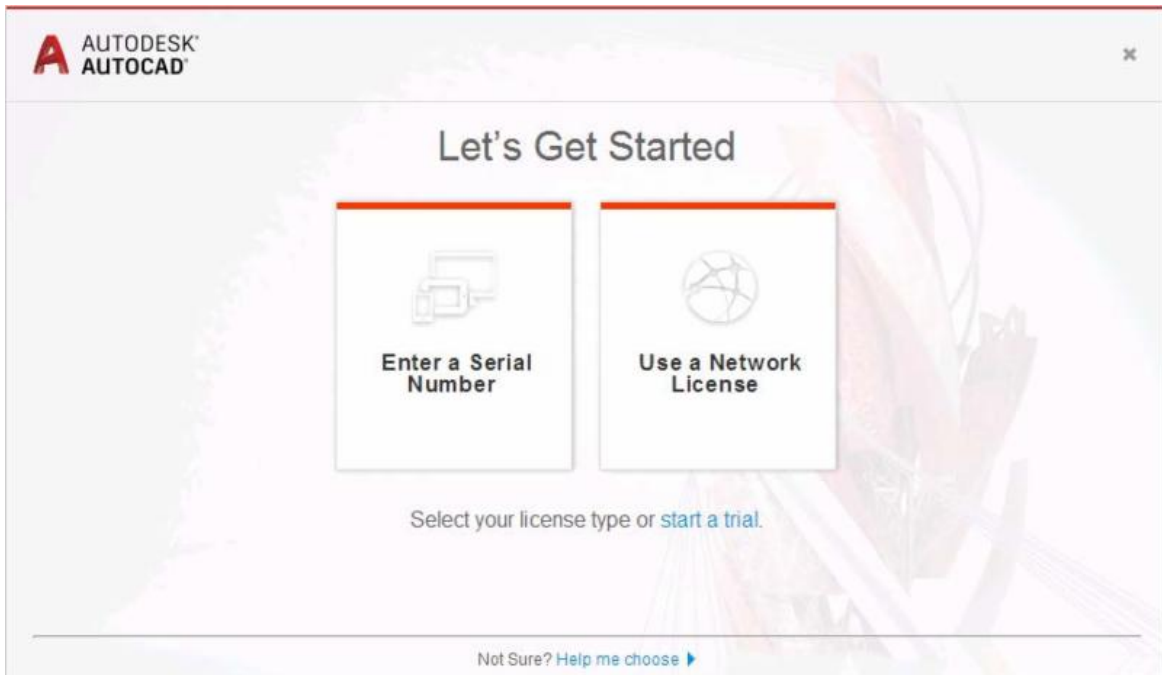 AUTODESK®
AUTOCAD®
Let's Get Started
Enter a Serial
Number
Use a Network
License
Select your license type or start a trial.
Not Sure? Help me choose